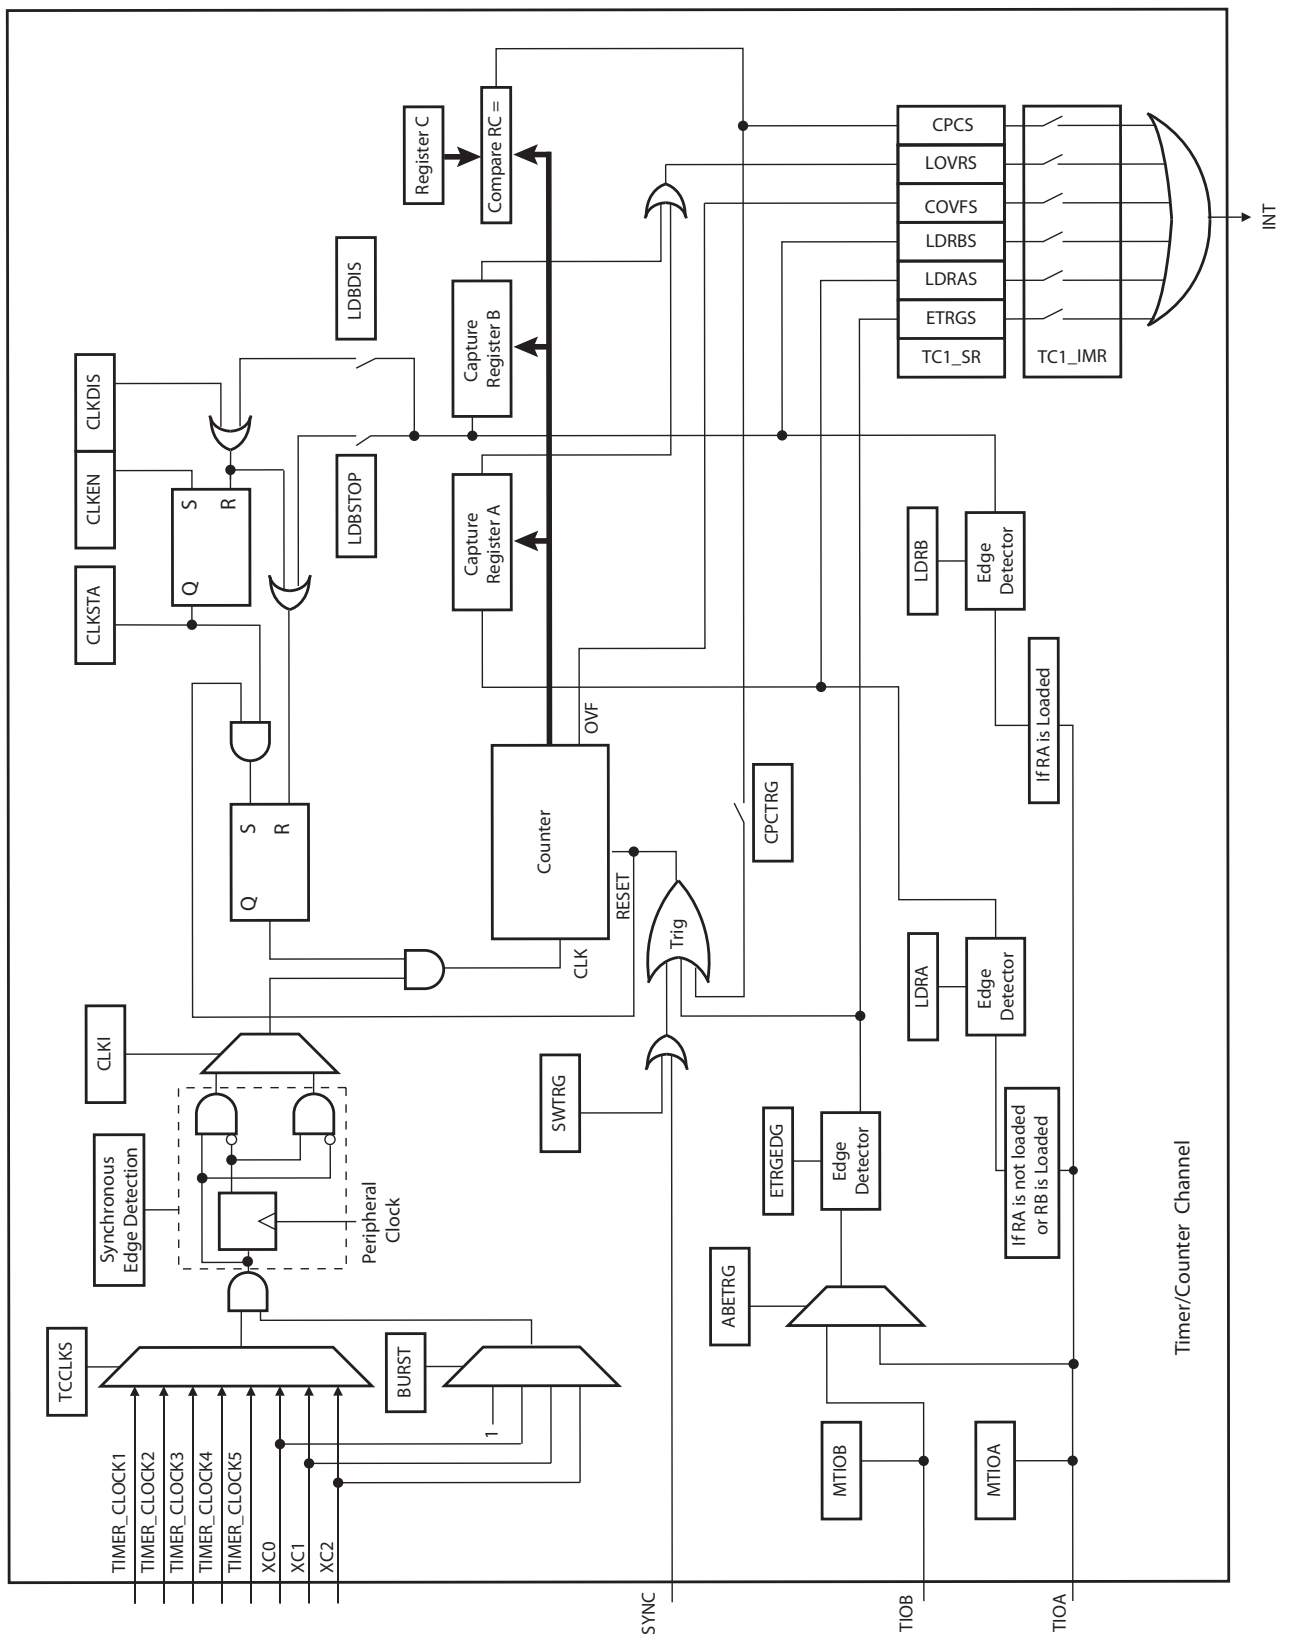 TCCLKS
TIMER_CLOCK1
TIMER_CLOCK2
TIMER_CLOCK3
TIMER_CLOCK4
TIMER_CLOCK5
XC0
XC1
XC2
BURST
1
Synchronous
Edge Detection
Peripheral
Clock
CLKI
CLKSTA
CLKEN
CLKDIS
Q
S
R
Q
S
R
LDBSTOP
LDBDIS
Register C
Compare RC =
Capture
Register A
Capture
Register B
Counter
CLK
OVF
RESET
Trig
CPCTRG
SWTRG
SYNC
ABETRG
ETRGEDG
Edge
Detector
MTIOB
TIOB
MTIOA
TIOA
LDRA
Edge
Detector
If RA is not loaded
or RB is Loaded
LDRB
Edge
Detector
If RA is Loaded
CPCS
LOVRS
COVFS
LDRBS
LDRAS
ETRGS
TC1_SR
TC1_IMR
INT
Timer/Counter Channel